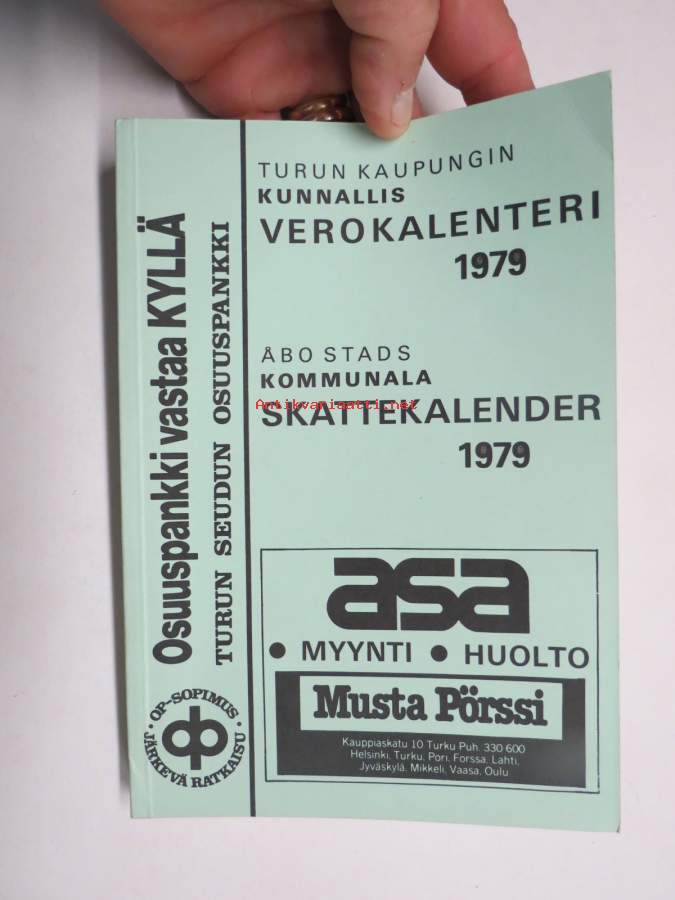 TURUN KAUPUNGIN
KUNNALLIS
VEROKALENTERI
1979
ÅBO STADS
KOMMUNALA
Antikvariaatti.net
SKATTEKALENDER
1979
asa
• MYYNTI • HUOLTO
Musta Pörssi
Kauppiaskatu 10 Turku Puh. 330 600
Helsinki, Turku, Pori, Forssa, Lahti,
Jyväskylä, Mikkeli, Vaasa, Oulu
Osuuspankki vastaa KYLLÄ
TURUN SEUDUN OSUUSPANKKI
• OP-SOPIMUS •
JÄRKEVÄ RATKAISU